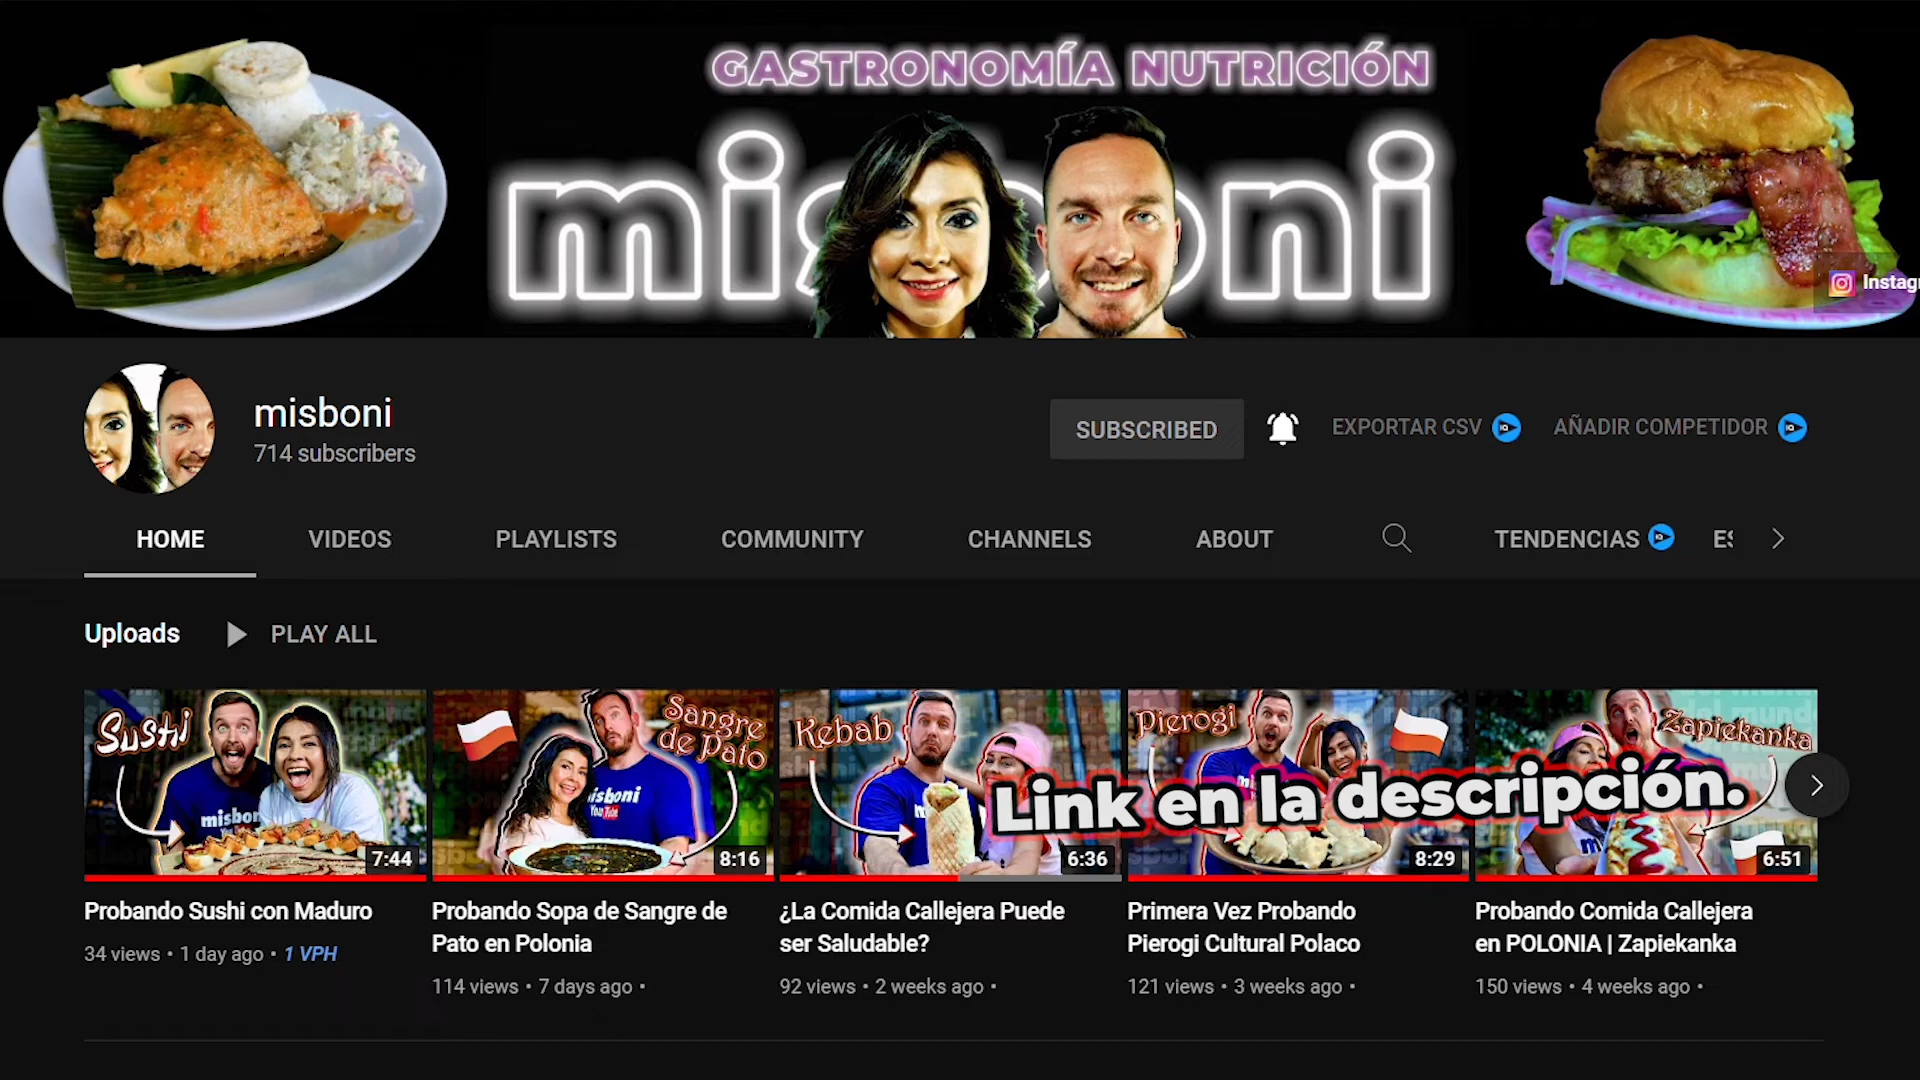 GASTRONOMÍA NUTRICIÓN
misboni
Instag
misboni
714 subscribers
SUBSCRIBED
EXPORTAR CSV
AÑADIR COMPETIDOR
HOME
VIDEOS
PLAYLISTS
COMMUNITY
CHANNELS
ABOUT
TENDENCIAS
ES
Uploads
PLAY ALL
Sushi
misboni
7:44
Sangre
de Pato
misboni
YouTube
8:16
Kebab
6:36
Pierogi
8:29
Zapiekanka
6:51
Link en la descripción.
Probando Sushi con Maduro
34 views • 1 day ago • 1 VPH
Probando Sopa de Sangre de
Pato en Polonia
114 views • 7 days ago •
¿La Comida Callejera Puede
ser Saludable?
92 views • 2 weeks ago •
Primera Vez Probando
Pierogi Cultural Polaco
121 views • 3 weeks ago •
Probando Comida Callejera
en POLONIA | Zapiekanka
150 views • 4 weeks ago •